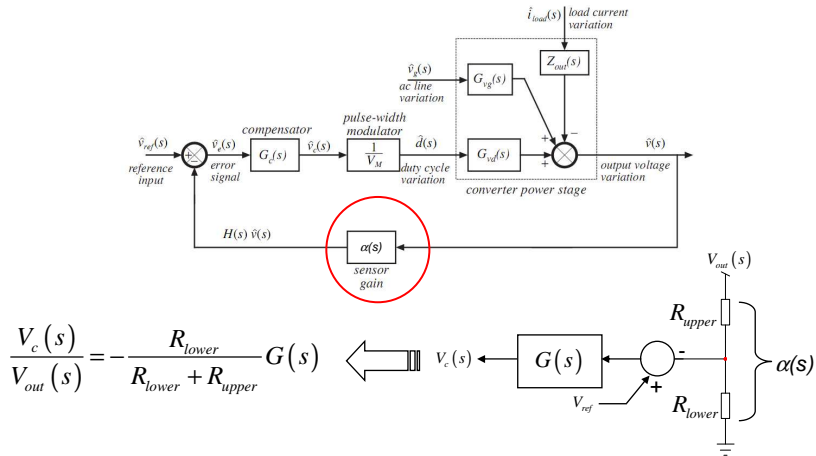 î_load(s) load current
variation
Z_out(s)
v̂_g(s)
ac line
variation
G_vg(s)
pulse-width
modulator
compensator
v̂_ref(s)
reference
input
+
−
v̂_e(s)
error
signal
G_c(s)
v̂_c(s)
1
V_M
d̂(s)
duty cycle
variation
G_vd(s)
+
−
+
v̂(s)
output voltage
variation
converter power stage
H(s) v̂(s)
α(s)
sensor
gain
V_out(s)
R_upper
V_c(s)
V_out(s)
= −
R_lower
R_lower + R_upper
G(s)
V_c(s)
G(s)
-
+
V_ref
R_lower
α(s)